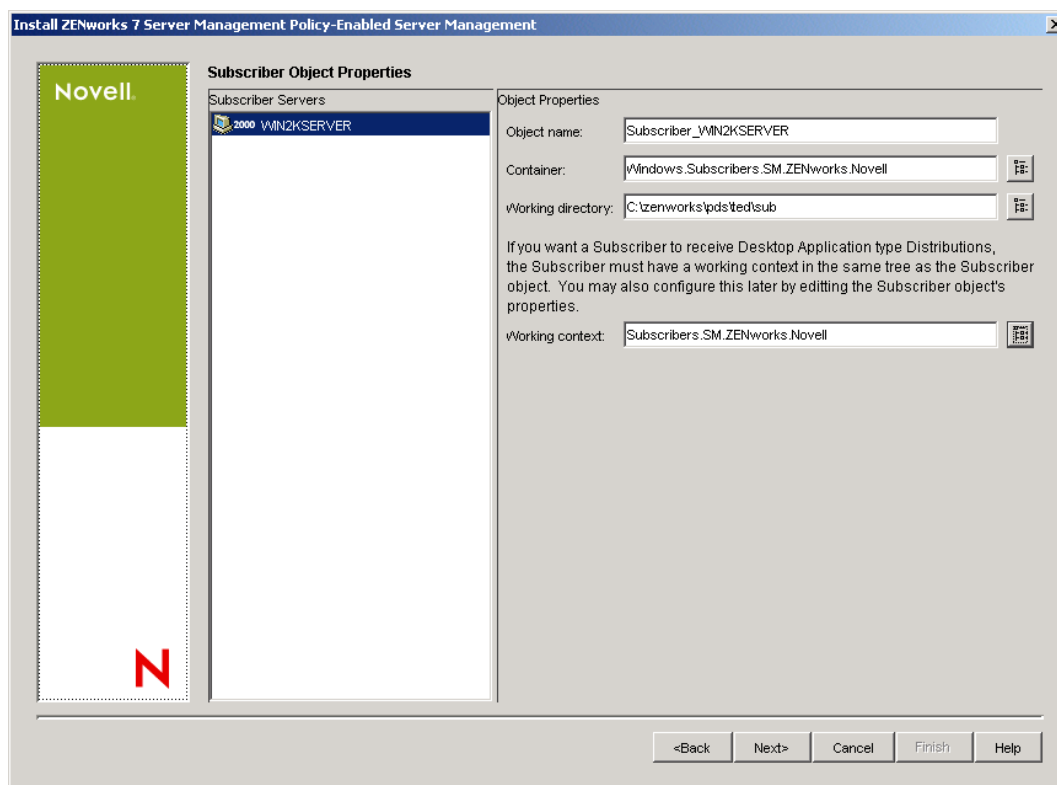 Install ZENworks 7 Server Management Policy-Enabled Server Management
Novell.
Subscriber Object Properties
Subscriber Servers
2000 WIN2KSERVER
Object Properties
Object name: Subscriber_WIN2KSERVER
Container: Windows.Subscribers.SM.ZENworks.Novell
Working directory: C:\zenworks\pds\ted\sub
If you want a Subscriber to receive Desktop Application type Distributions,
the Subscriber must have a working context in the same tree as the Subscriber
object. You may also configure this later by editting the Subscriber object's
properties.
Working context: Subscribers.SM.ZENworks.Novell
N
<Back Next> Cancel Finish Help